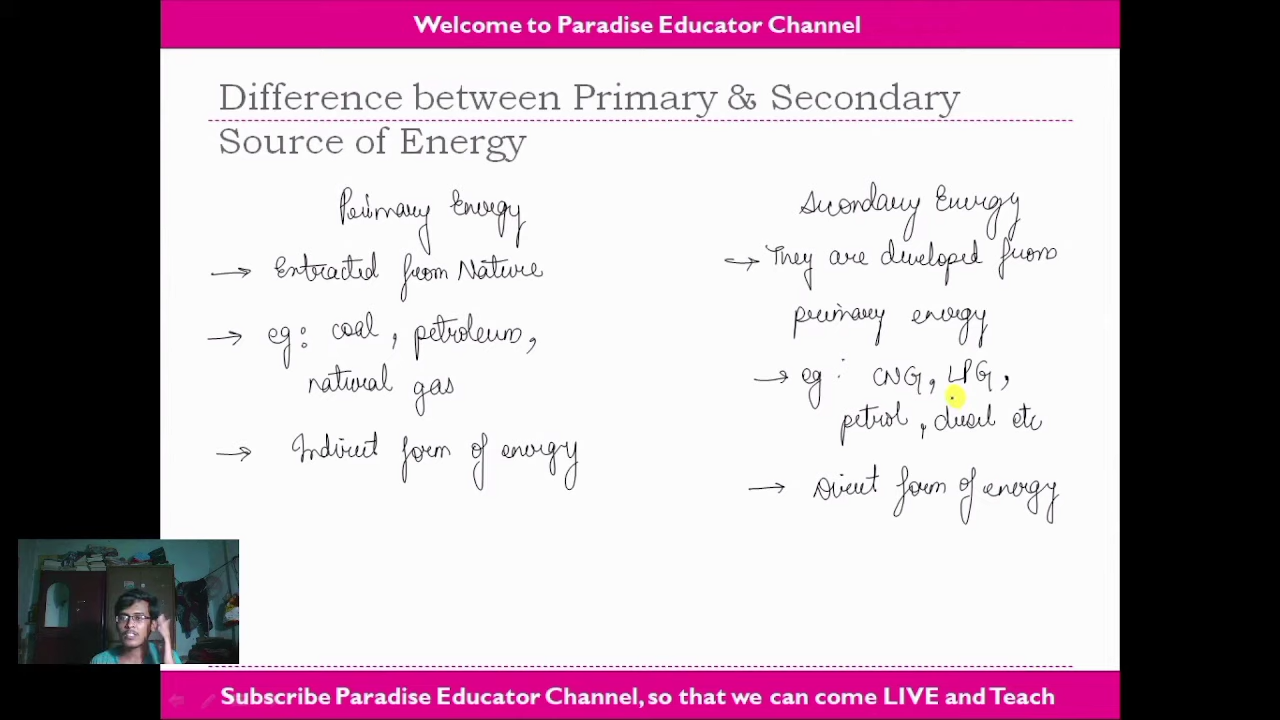 Welcome to Paradise Educator Channel
Difference between Primary & Secondary
Source of Energy
Primary Energy
→ Extracted from Nature
→ eg: coal, petroleum,
natural gas
→ Indirect form of energy
Secondary Energy
→ They are developed from
primary energy
→ eg: CNG, LPG,
petrol, diesel etc
→ Direct form of energy
Subscribe Paradise Educator Channel, so that we can come LIVE and Teach